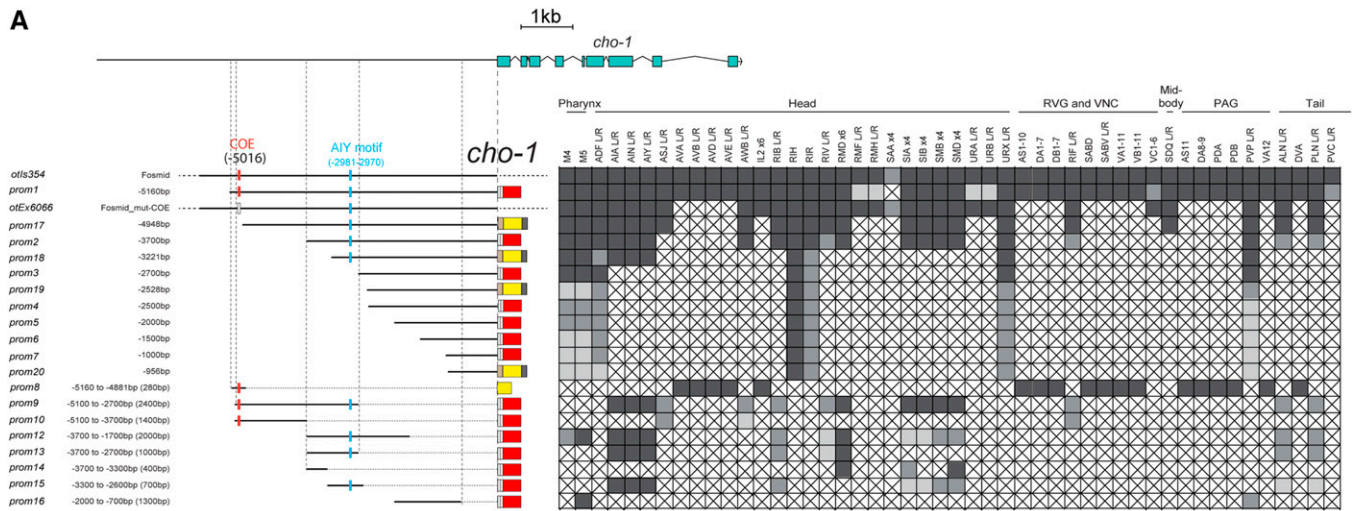 A
1kb
cho-1
Pharynx Head RVG and VNC Mid-body PAG Tail
M4
M5
ADF L/R
AIA L/R
AIN L/R
AIY L/R
ASJ L/R
AVA L/R
AVB L/R
AVD L/R
AVE L/R
AWB L/R
IL2 x6
RIB L/R
RIH
RIR
RIV L/R
RMD x6
RMF L/R
RMH L/R
SAA x4
SIA x4
SIB x4
SMB x4
SMD x4
URA L/R
URB L/R
URX L/R
AS1-10
DA1-7
DB1-7
RIF L/R
SABD
SABV L/R
VA1-11
VB1-11
VC1-6
SDQ L/R
AS11
DA8-9
PDA
PDB
PVP L/R
VA12
ALN L/R
DVA
PLN L/R
PVC L/R
COE
(-5016)
AIY motif
(-2981-2970)
cho-1
otIs354 Fosmid
prom1 -5160bp
otEx6066 Fosmid_mut-COE
prom17 -4948bp
prom2 -3700bp
prom18 -3221bp
prom3 -2700bp
prom19 -2528bp
prom4 -2500bp
prom5 -2000bp
prom6 -1500bp
prom7 -1000bp
prom20 -956bp
prom8 -5160 to -4881bp (280bp)
prom9 -5100 to -2700bp (2400bp)
prom10 -5100 to -3700bp (1400bp)
prom12 -3700 to -1700bp (2000bp)
prom13 -3700 to -2700bp (1000bp)
prom14 -3700 to -3300bp (400bp)
prom15 -3300 to -2600bp (700bp)
prom16 -2000 to -700bp (1300bp)